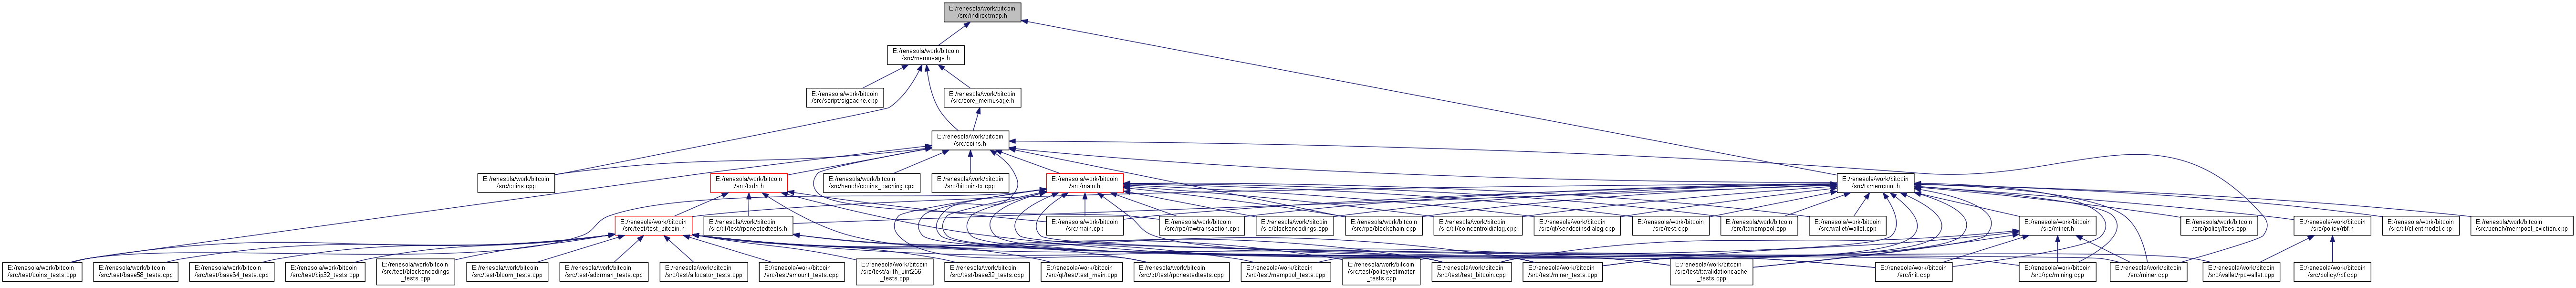 E:/renesola/work/bitcoin
/src/indirectmap.h
E:/renesola/work/bitcoin
/src/memusage.h
E:/renesola/work/bitcoin
/src/script/sigcache.cpp
E:/renesola/work/bitcoin
/src/core_memusage.h
E:/renesola/work/bitcoin
/src/coins.h
E:/renesola/work/bitcoin
/src/coins.cpp
E:/renesola/work/bitcoin
/src/txdb.h
E:/renesola/work/bitcoin
/src/bench/ccoins_caching.cpp
E:/renesola/work/bitcoin
/src/bitcoin-tx.cpp
E:/renesola/work/bitcoin
/src/main.h
E:/renesola/work/bitcoin
/src/txmempool.h
E:/renesola/work/bitcoin
/src/test/test_bitcoin.h
E:/renesola/work/bitcoin
/src/qt/test/rpcnestedtests.h
E:/renesola/work/bitcoin
/src/main.cpp
E:/renesola/work/bitcoin
/src/rpc/rawtransaction.cpp
E:/renesola/work/bitcoin
/src/blockencodings.cpp
E:/renesola/work/bitcoin
/src/rpc/blockchain.cpp
E:/renesola/work/bitcoin
/src/qt/coincontroldialog.cpp
E:/renesola/work/bitcoin
/src/qt/sendcoinsdialog.cpp
E:/renesola/work/bitcoin
/src/rest.cpp
E:/renesola/work/bitcoin
/src/txmempool.cpp
E:/renesola/work/bitcoin
/src/wallet/wallet.cpp
E:/renesola/work/bitcoin
/src/miner.h
E:/renesola/work/bitcoin
/src/policy/fees.cpp
E:/renesola/work/bitcoin
/src/policy/rbf.h
E:/renesola/work/bitcoin
/src/qt/clientmodel.cpp
E:/renesola/work/bitcoin
/src/bench/mempool_eviction.cpp
E:/renesola/work/bitcoin
/src/test/coins_tests.cpp
E:/renesola/work/bitcoin
/src/test/base58_tests.cpp
E:/renesola/work/bitcoin
/src/test/base64_tests.cpp
E:/renesola/work/bitcoin
/src/test/bip32_tests.cpp
E:/renesola/work/bitcoin
/src/test/blockencodings
_tests.cpp
E:/renesola/work/bitcoin
/src/test/bloom_tests.cpp
E:/renesola/work/bitcoin
/src/test/addrman_tests.cpp
E:/renesola/work/bitcoin
/src/test/allocator_tests.cpp
E:/renesola/work/bitcoin
/src/test/amount_tests.cpp
E:/renesola/work/bitcoin
/src/test/arith_uint256
_tests.cpp
E:/renesola/work/bitcoin
/src/test/base32_tests.cpp
E:/renesola/work/bitcoin
/src/qt/test/test_main.cpp
E:/renesola/work/bitcoin
/src/qt/test/rpcnestedtests.cpp
E:/renesola/work/bitcoin
/src/test/mempool_tests.cpp
E:/renesola/work/bitcoin
/src/test/policyestimator
_tests.cpp
E:/renesola/work/bitcoin
/src/test/test_bitcoin.cpp
E:/renesola/work/bitcoin
/src/test/miner_tests.cpp
E:/renesola/work/bitcoin
/src/test/txvalidationcache
_tests.cpp
E:/renesola/work/bitcoin
/src/init.cpp
E:/renesola/work/bitcoin
/src/rpc/mining.cpp
E:/renesola/work/bitcoin
/src/miner.cpp
E:/renesola/work/bitcoin
/src/wallet/rpcwallet.cpp
E:/renesola/work/bitcoin
/src/policy/rbf.cpp